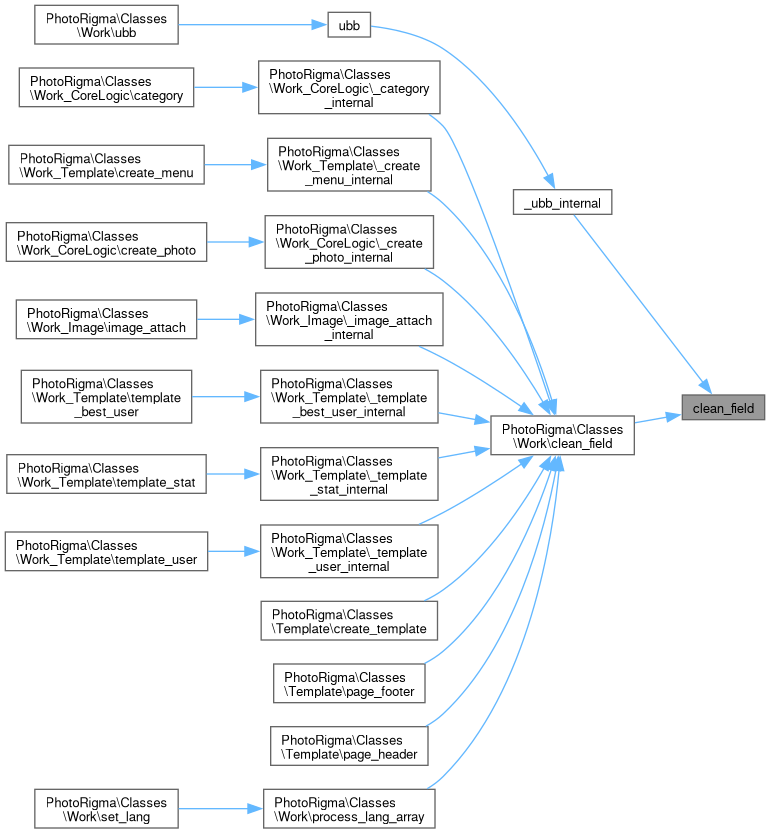 PhotoRigma\Classes
\Work\ubb
ubb
PhotoRigma\Classes
\Work_CoreLogic\category
PhotoRigma\Classes
\Work_CoreLogic\_category
_internal
PhotoRigma\Classes
\Work_Template\create_menu
PhotoRigma\Classes
\Work_Template\_create
_menu_internal
_ubb_internal
PhotoRigma\Classes
\Work_CoreLogic\create_photo
PhotoRigma\Classes
\Work_CoreLogic\_create
_photo_internal
PhotoRigma\Classes
\Work_Image\image_attach
PhotoRigma\Classes
\Work_Image\_image_attach
_internal
PhotoRigma\Classes
\Work_Template\template
_best_user
PhotoRigma\Classes
\Work_Template\_template
_best_user_internal
clean_field
PhotoRigma\Classes
\Work\clean_field
PhotoRigma\Classes
\Work_Template\template_stat
PhotoRigma\Classes
\Work_Template\_template
_stat_internal
PhotoRigma\Classes
\Work_Template\template_user
PhotoRigma\Classes
\Work_Template\_template
_user_internal
PhotoRigma\Classes
\Template\create_template
PhotoRigma\Classes
\Template\page_footer
PhotoRigma\Classes
\Template\page_header
PhotoRigma\Classes
\Work\set_lang
PhotoRigma\Classes
\Work\process_lang_array